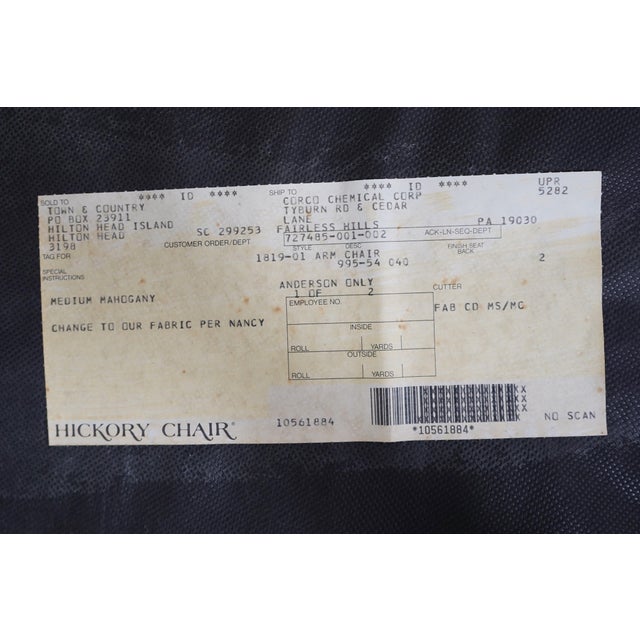 **** ID **** **** ID **** UPR
SOLD TO SHIP TO 5282
TOWN & COUNTRY CORCO CHEMICAL CORP
PO BOX 23911 TYBURN RD & CEDAR
HILTON HEAD ISLAND LANE PA 19030
HILTON HEAD SC 299253 FAIRLESS HILLS
3198 CUSTOMER ORDER/DEPT 727485-001-002 ACK-LN-SEQ-DEPT
TAG FOR STYLE DESC FINISH, SEAT BACK
1819-01 ARM CHAIR 2
995-54 040
SPECIAL INSTRUCTIONS
ANDERSON ONLY CUTTER
MEDIUM MAHOGANY 1 OF 2
EMPLOYEE NO. FAB CD MS/MC
CHANGE TO OUR FABRIC PER NANCY
INSIDE
ROLL YARDS
OUTSIDE
ROLL YARDS
HICKORY CHAIR® 10561884 NO SCAN
*10561884*